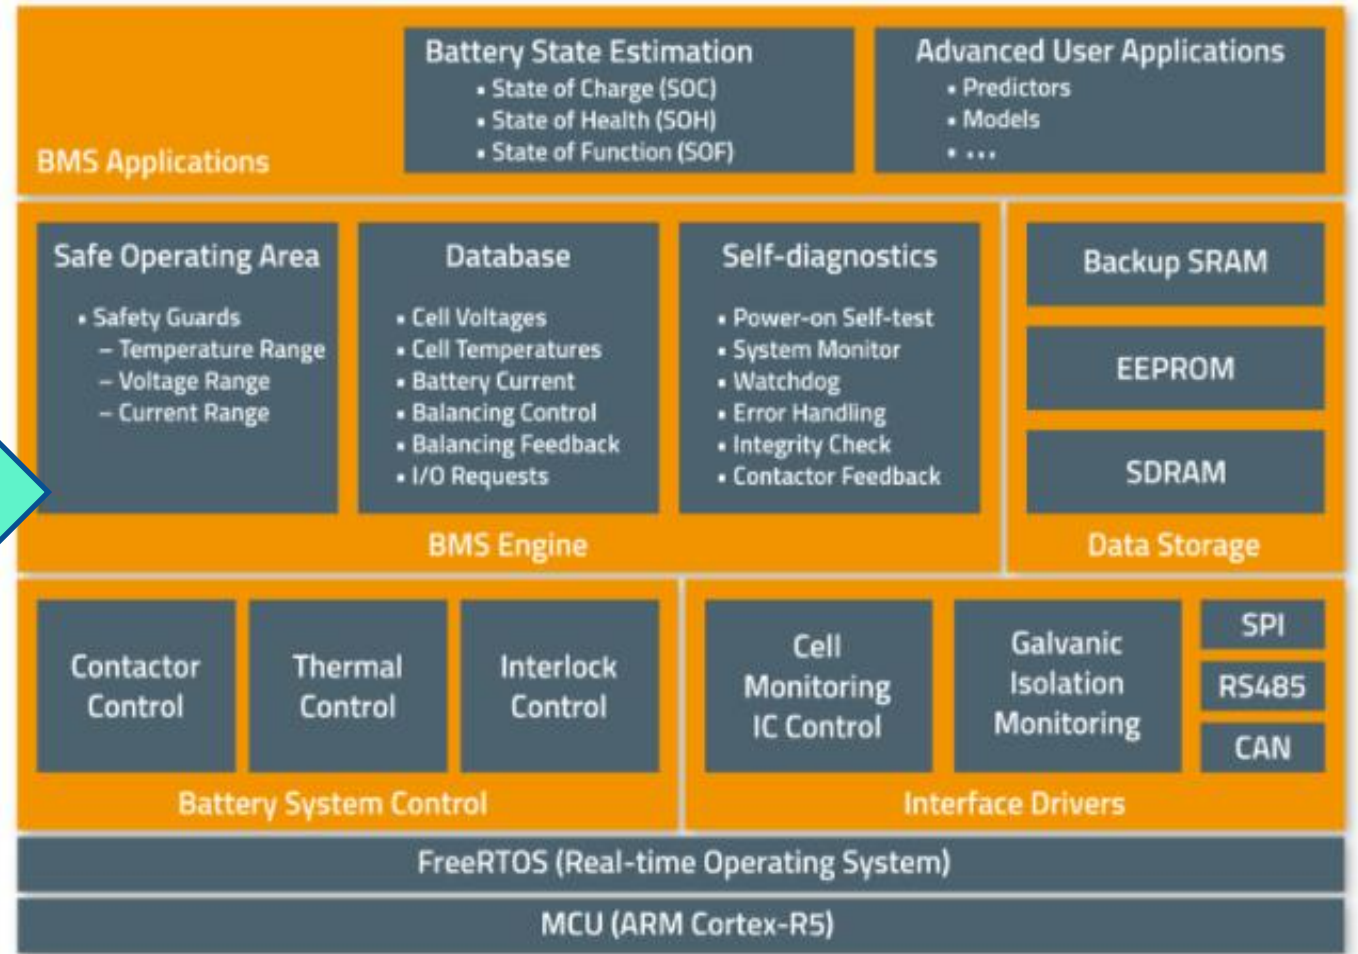 Battery State Estimation
▪ State of Charge (SOC)
▪ State of Health (SOH)
▪ State of Function (SOF)
Advanced User Applications
▪ Predictors
▪ Models
▪ ...
BMS Applications
Safe Operating Area
▪ Safety Guards
– Temperature Range
– Voltage Range
– Current Range
Database
▪ Cell Voltages
▪ Cell Temperatures
▪ Battery Current
▪ Balancing Control
▪ Balancing Feedback
▪ I/O Requests
Self-diagnostics
▪ Power-on Self-test
▪ System Monitor
▪ Watchdog
▪ Error Handling
▪ Integrity Check
▪ Contactor Feedback
BMS Engine
Backup SRAM
EEPROM
SDRAM
Data Storage
Contactor
Control
Thermal
Control
Interlock
Control
Battery System Control
Cell
Monitoring
IC Control
Galvanic
Isolation
Monitoring
SPI
RS485
CAN
Interface Drivers
FreeRTOS (Real-time Operating System)
MCU (ARM Cortex-R5)